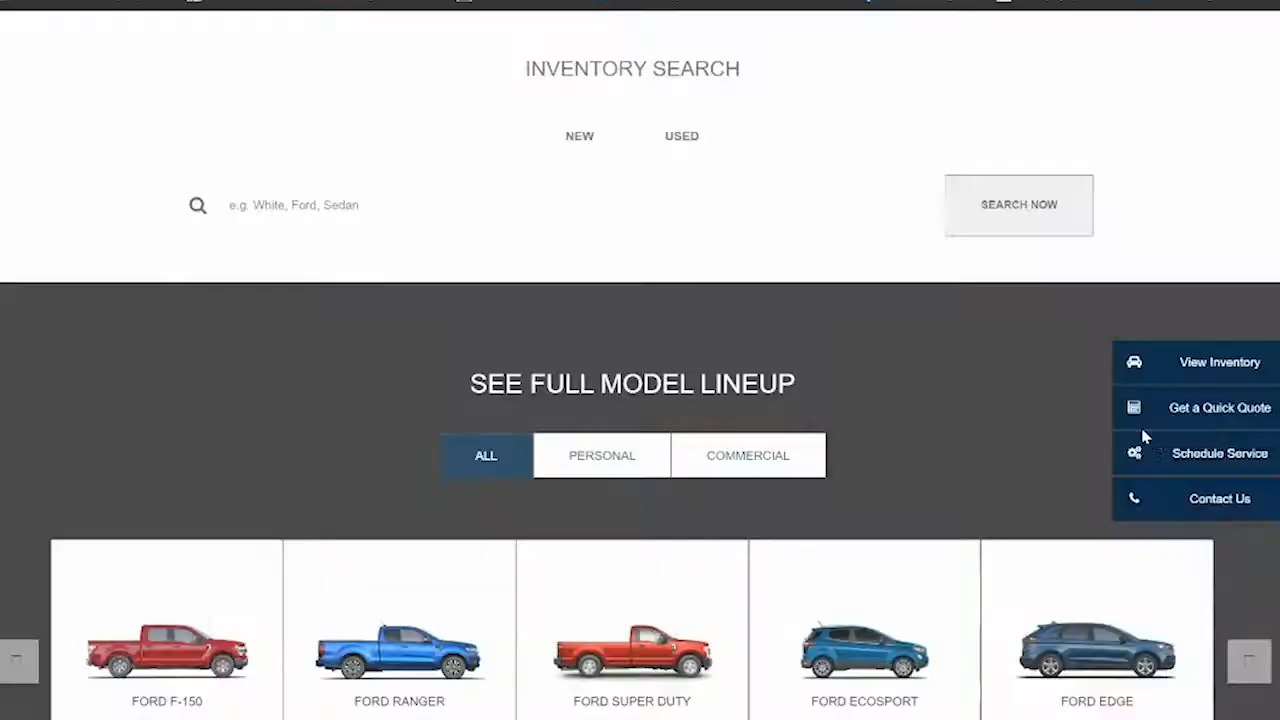 INVENTORY SEARCH
NEW USED
e.g. White, Ford, Sedan
SEARCH NOW
SEE FULL MODEL LINEUP
ALL PERSONAL COMMERCIAL
View Inventory
Get a Quick Quote
Schedule Service
Contact Us
FORD F-150 FORD RANGER FORD SUPER DUTY FORD ECOSPORT FORD EDGE